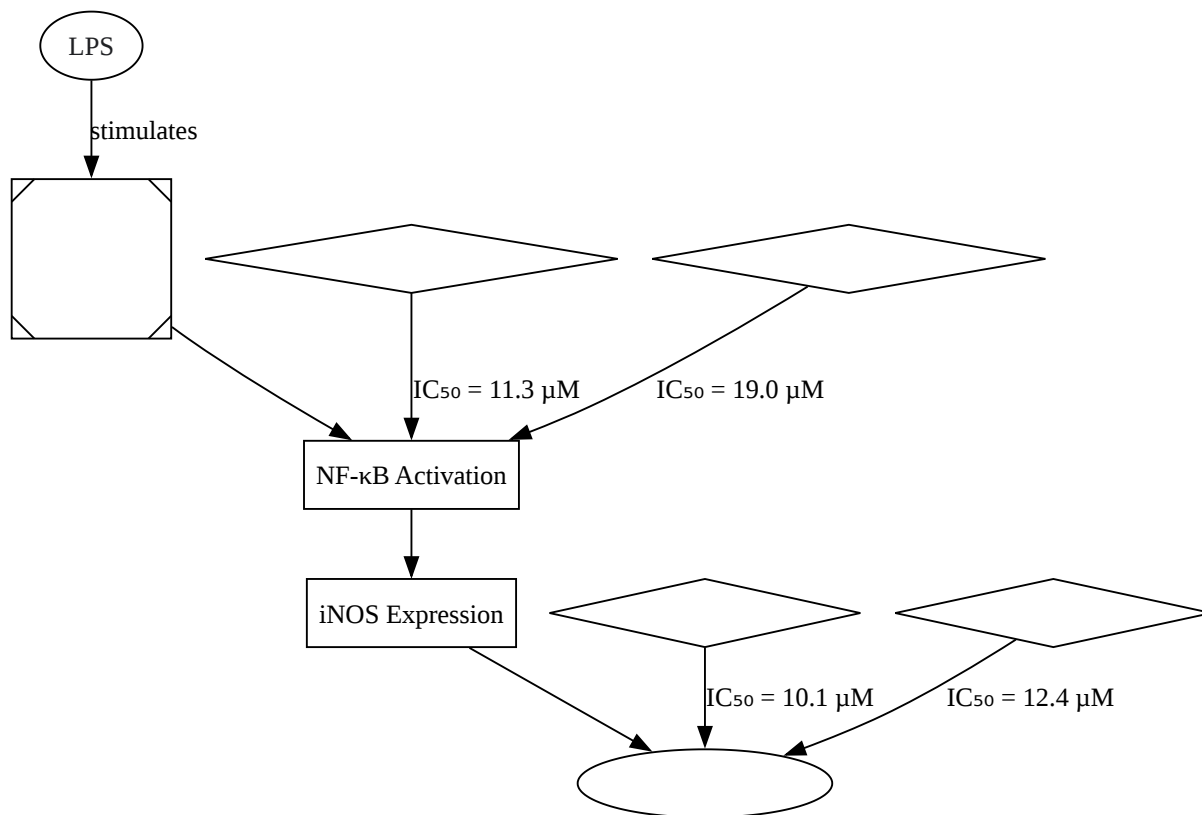 LPS
stimulates
IC₅₀ = 11.3 µM
IC₅₀ = 19.0 µM
NF-κB Activation
iNOS Expression
IC₅₀ = 10.1 µM
IC₅₀ = 12.4 µM